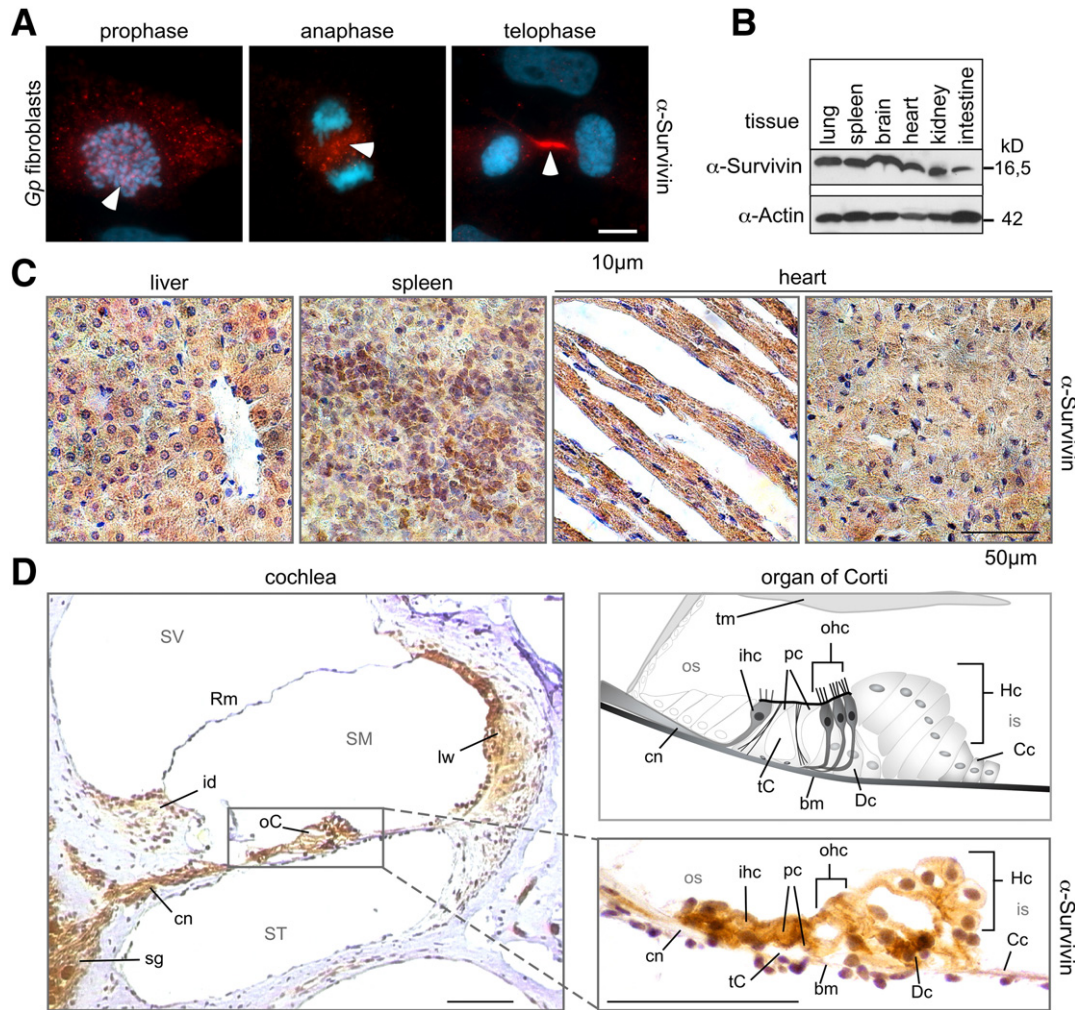 A
prophase
anaphase
telophase
Gp fibroblasts
α-Survivin
10µm
B
tissue
lung
spleen
brain
heart
kidney
intestine
kD
α-Survivin
16,5
α-Actin
42
C
liver
spleen
heart
α-Survivin
50µm
D
cochlea
SV
Rm
SM
lw
id
oC
cn
ST
sg
organ of Corti
tm
ohc
os
ihc
pc
Hc
is
Cc
cn
tC
bm
Dc
ohc
os
ihc
pc
Hc
is
Cc
cn
tC
bm
Dc
α-Survivin